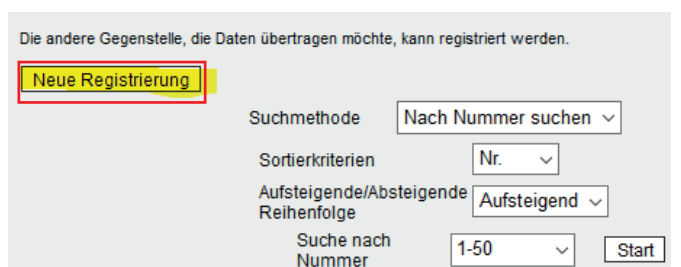 Die andere Gegenstelle, die Daten übertragen möchte, kann registriert werden.
Neue Registrierung
Suchmethode Nach Nummer suchen
Sortierkriterien Nr.
Aufsteigende/Absteigende
Reihenfolge Aufsteigend
Suche nach
Nummer 1-50 Start